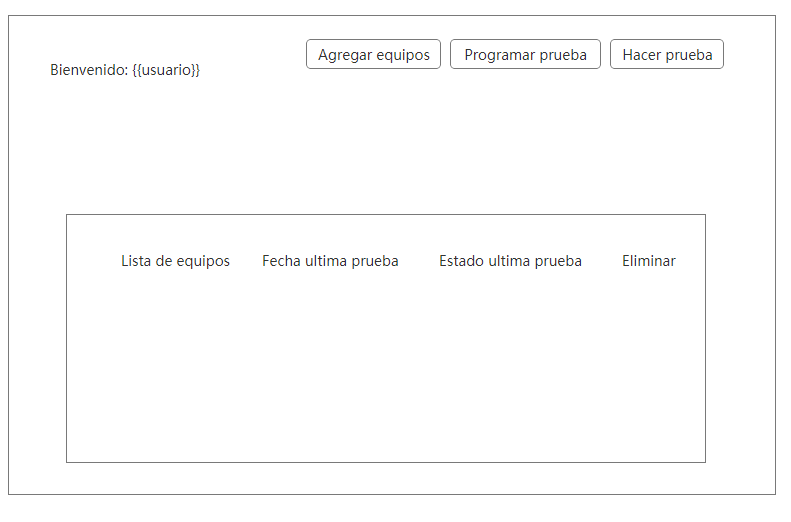 Agregar equipos Programar prueba Hacer prueba
Bienvenido: {{usuario}}
Lista de equipos Fecha ultima prueba Estado ultima prueba Eliminar